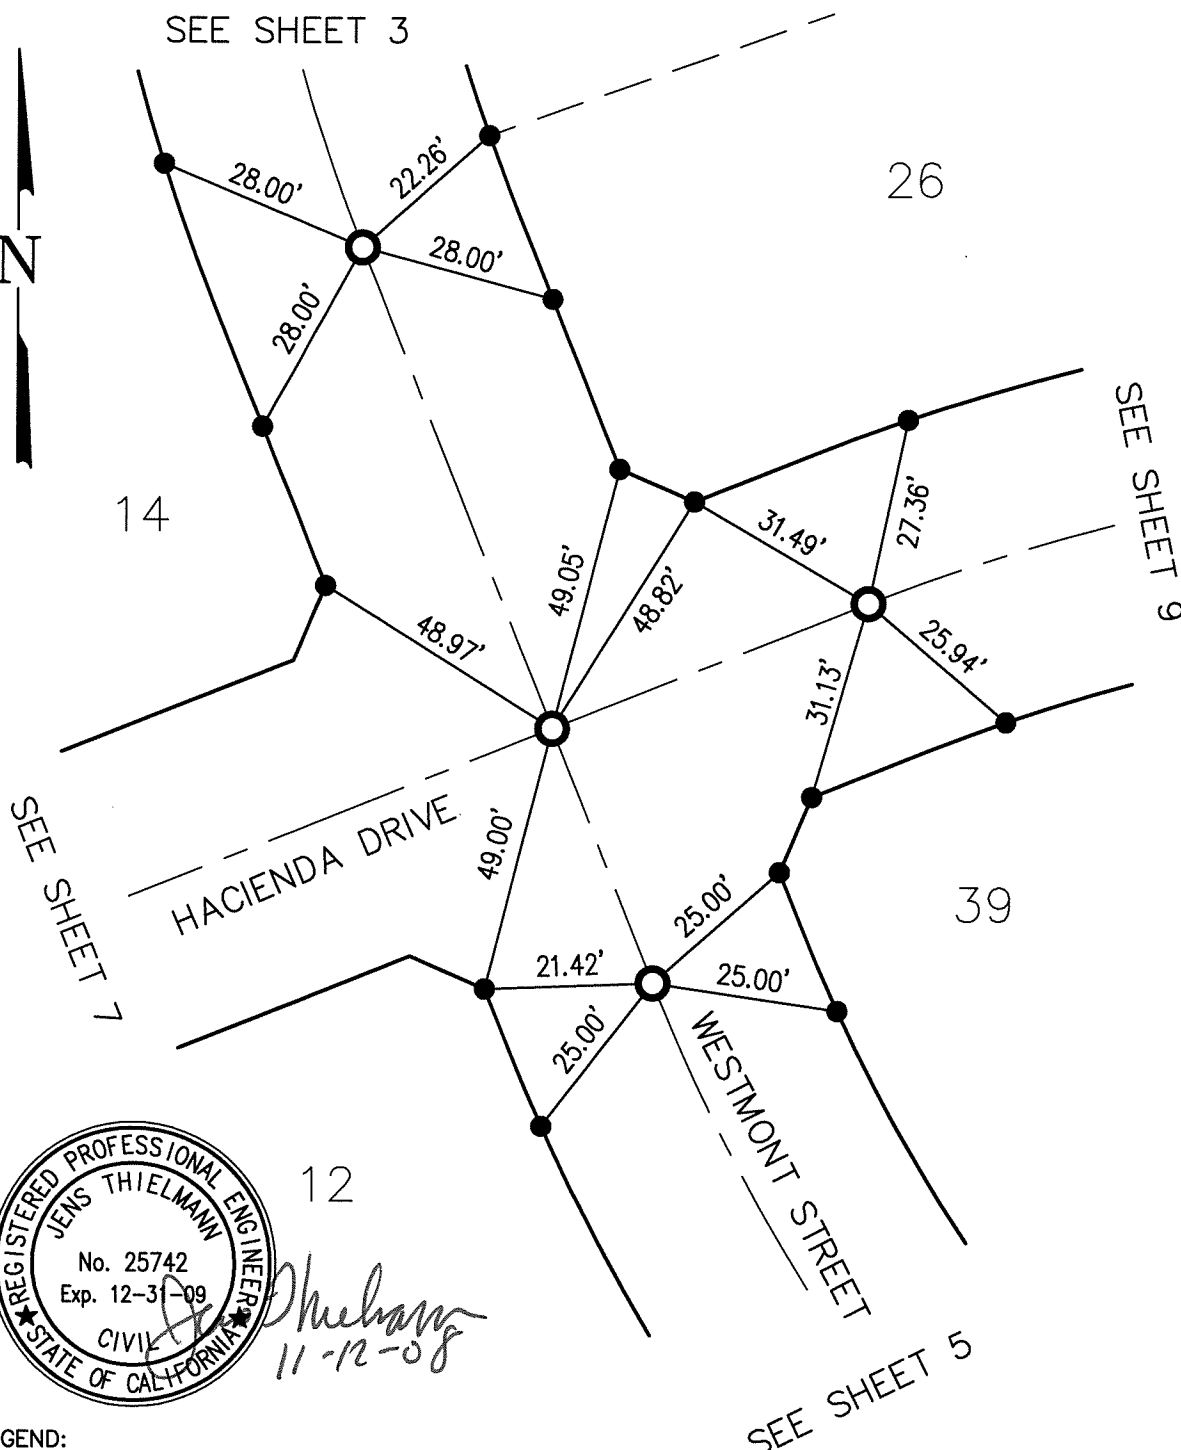 SEE SHEET 3
N
28.00'
22.26'
28.00'
28.00'
26
14
SEE SHEET 9
31.49'
27.36'
49.05'
48.82'
48.97'
25.94'
31.13'
SEE SHEET 7
HACIENDA DRIVE
49.00'
25.00'
39
21.42'
25.00'
25.00'
WESTMONT STREET
12
REGISTERED PROFESSIONAL ENGINEER
JENS THIELMANN
No. 25742
Exp. 12-31-09
CIVIL
STATE OF CALIFORNIA
Jens Thielmann
11-12-08
SEE SHEET 5
GEND: